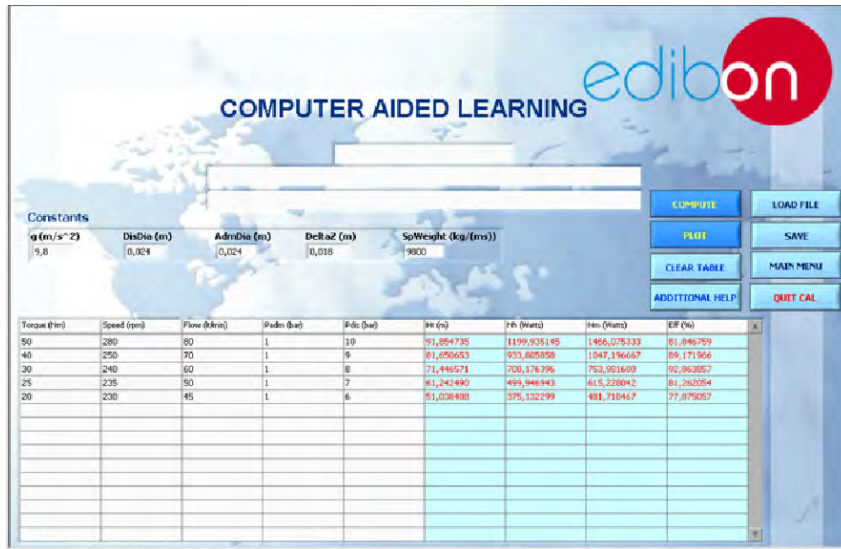 edibon
COMPUTER AIDED LEARNING
Constants
g (m/s^2) DisDia (m) AdmDia (m) Delta2 (m) SpWeight (kg/(ms))
9,8 0,024 0,024 0,018 9800
COMPUTE LOAD FILE
PLOT SAVE
CLEAR TABLE MAIN MENU
ADDITIONAL HELP QUIT CAL
Torque (Nm) Speed (rpm) Flow (l/min) Padm (bar) Pdis (bar) Ht (m) Nh (Watts) Nm (Watts) Eff (%)
50 280 80 1 10 91,854735 1199,935145 1466,075333 81,846759
40 250 70 1 9 81,650653 933,805858 1047,196667 89,171966
30 240 60 1 8 71,446571 700,176396 753,981600 92,863857
25 235 50 1 7 61,242490 499,946943 615,228042 81,262054
20 230 45 1 6 51,038408 375,132299 481,710467 77,875057